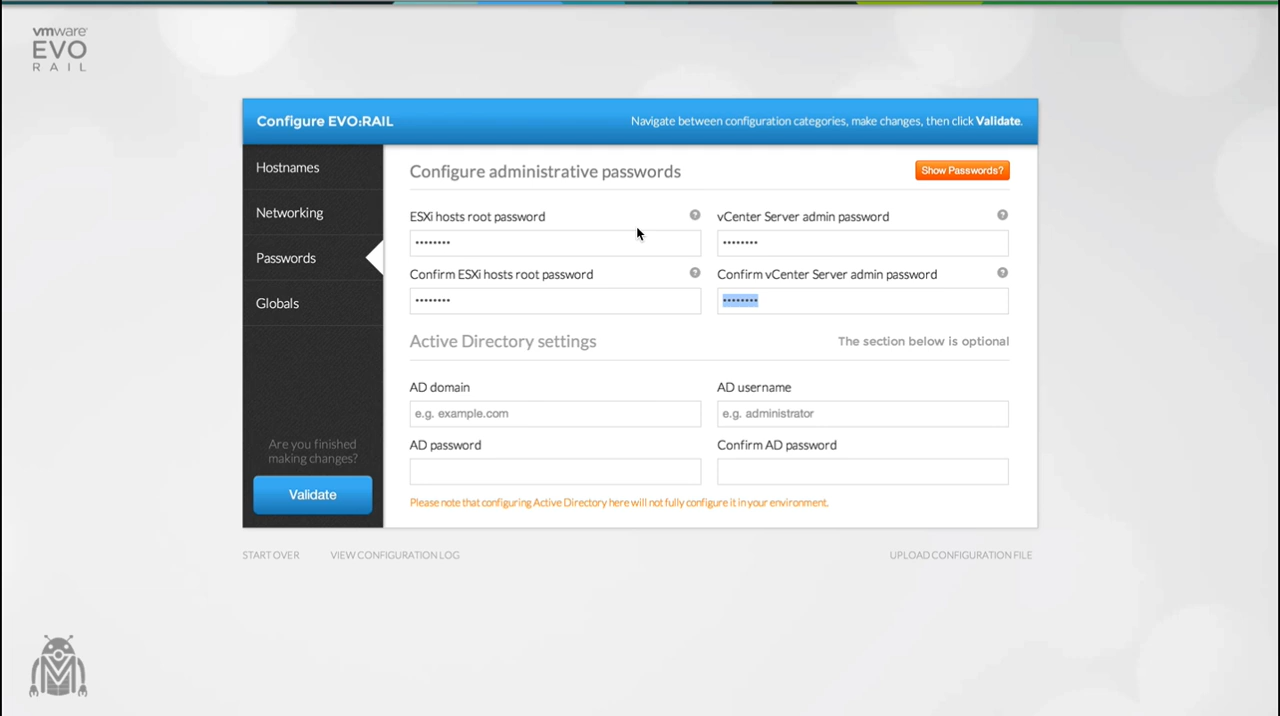 vmware
EVO
RAIL
Configure EVO:RAIL
Navigate between configuration categories, make changes, then click Validate.
Hostnames
Networking
Passwords
Globals
Are you finished
making changes?
Validate
Configure administrative passwords
Show Passwords?
ESXi hosts root password
?
••••••••
vCenter Server admin password
?
••••••••
Confirm ESXi hosts root password
?
••••••••
Confirm vCenter Server admin password
?
••••••••
Active Directory settings
The section below is optional
AD domain
e.g. example.com
AD username
e.g. administrator
AD password
Confirm AD password
Please note that configuring Active Directory here will not fully configure it in your environment.
START OVER
VIEW CONFIGURATION LOG
UPLOAD CONFIGURATION FILE